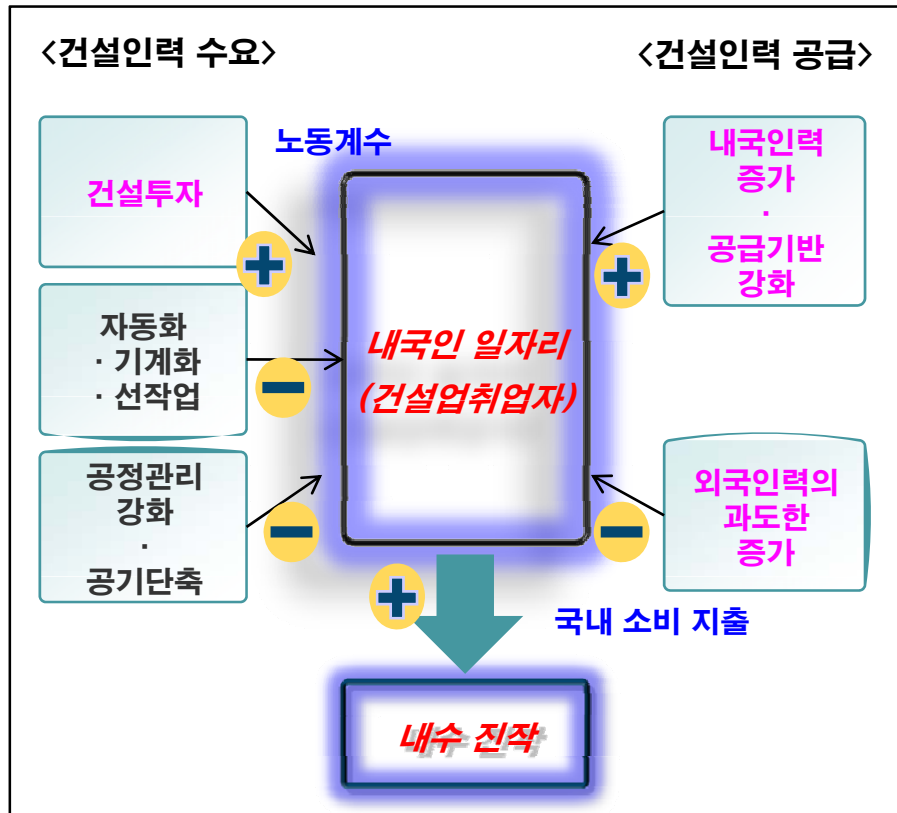 <건설인력 수요>
<건설인력 공급>
노동계수
건설투자
+
자동화
· 기계화
· 선작업
−
공정관리
강화
·
공기단축
−
내국인 일자리
(건설업취업자)
내국인력
증가
·
공급기반
강화
+
외국인력의
과도한
증가
−
+
국내 소비 지출
내수 진작